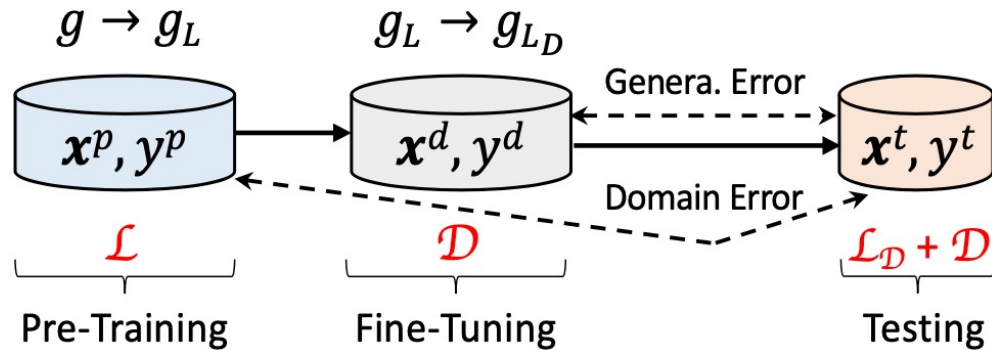 g → g_L
g_L → g_{L_D}
Genera. Error
x^p, y^p
x^d, y^d
x^t, y^t
Domain Error
ℒ
𝒟
ℒ_𝒟 + 𝒟
Pre-Training
Fine-Tuning
Testing